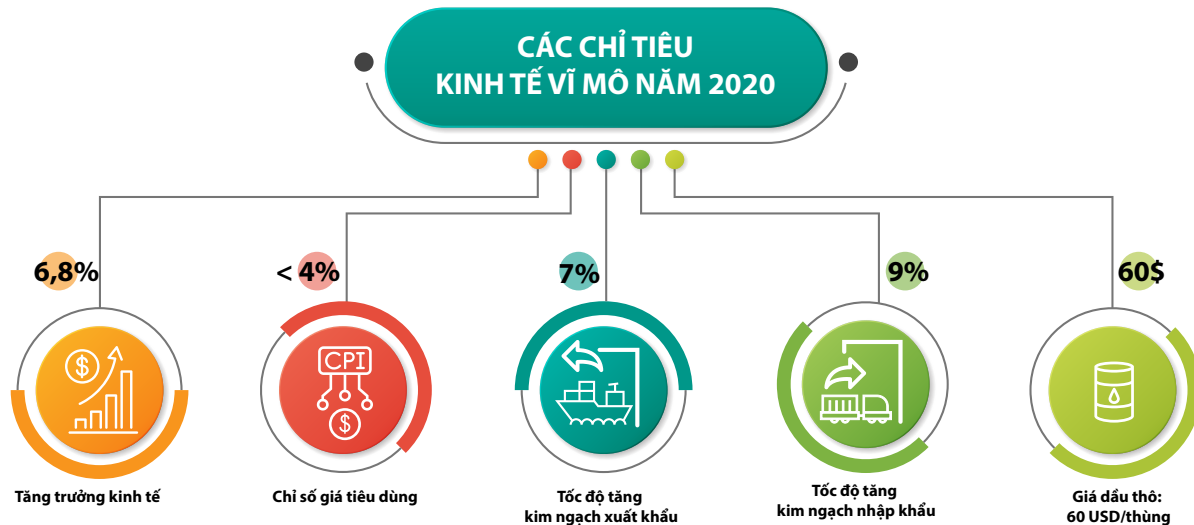 CÁC CHỈ TIÊU
KINH TẾ VĨ MÔ NĂM 2020
6,8%
< 4%
7%
9%
60$
$
CPI
$
Tăng trưởng kinh tế
Chỉ số giá tiêu dùng
Tốc độ tăng
kim ngạch xuất khẩu
Tốc độ tăng
kim ngạch nhập khẩu
Giá dầu thô:
60 USD/thùng